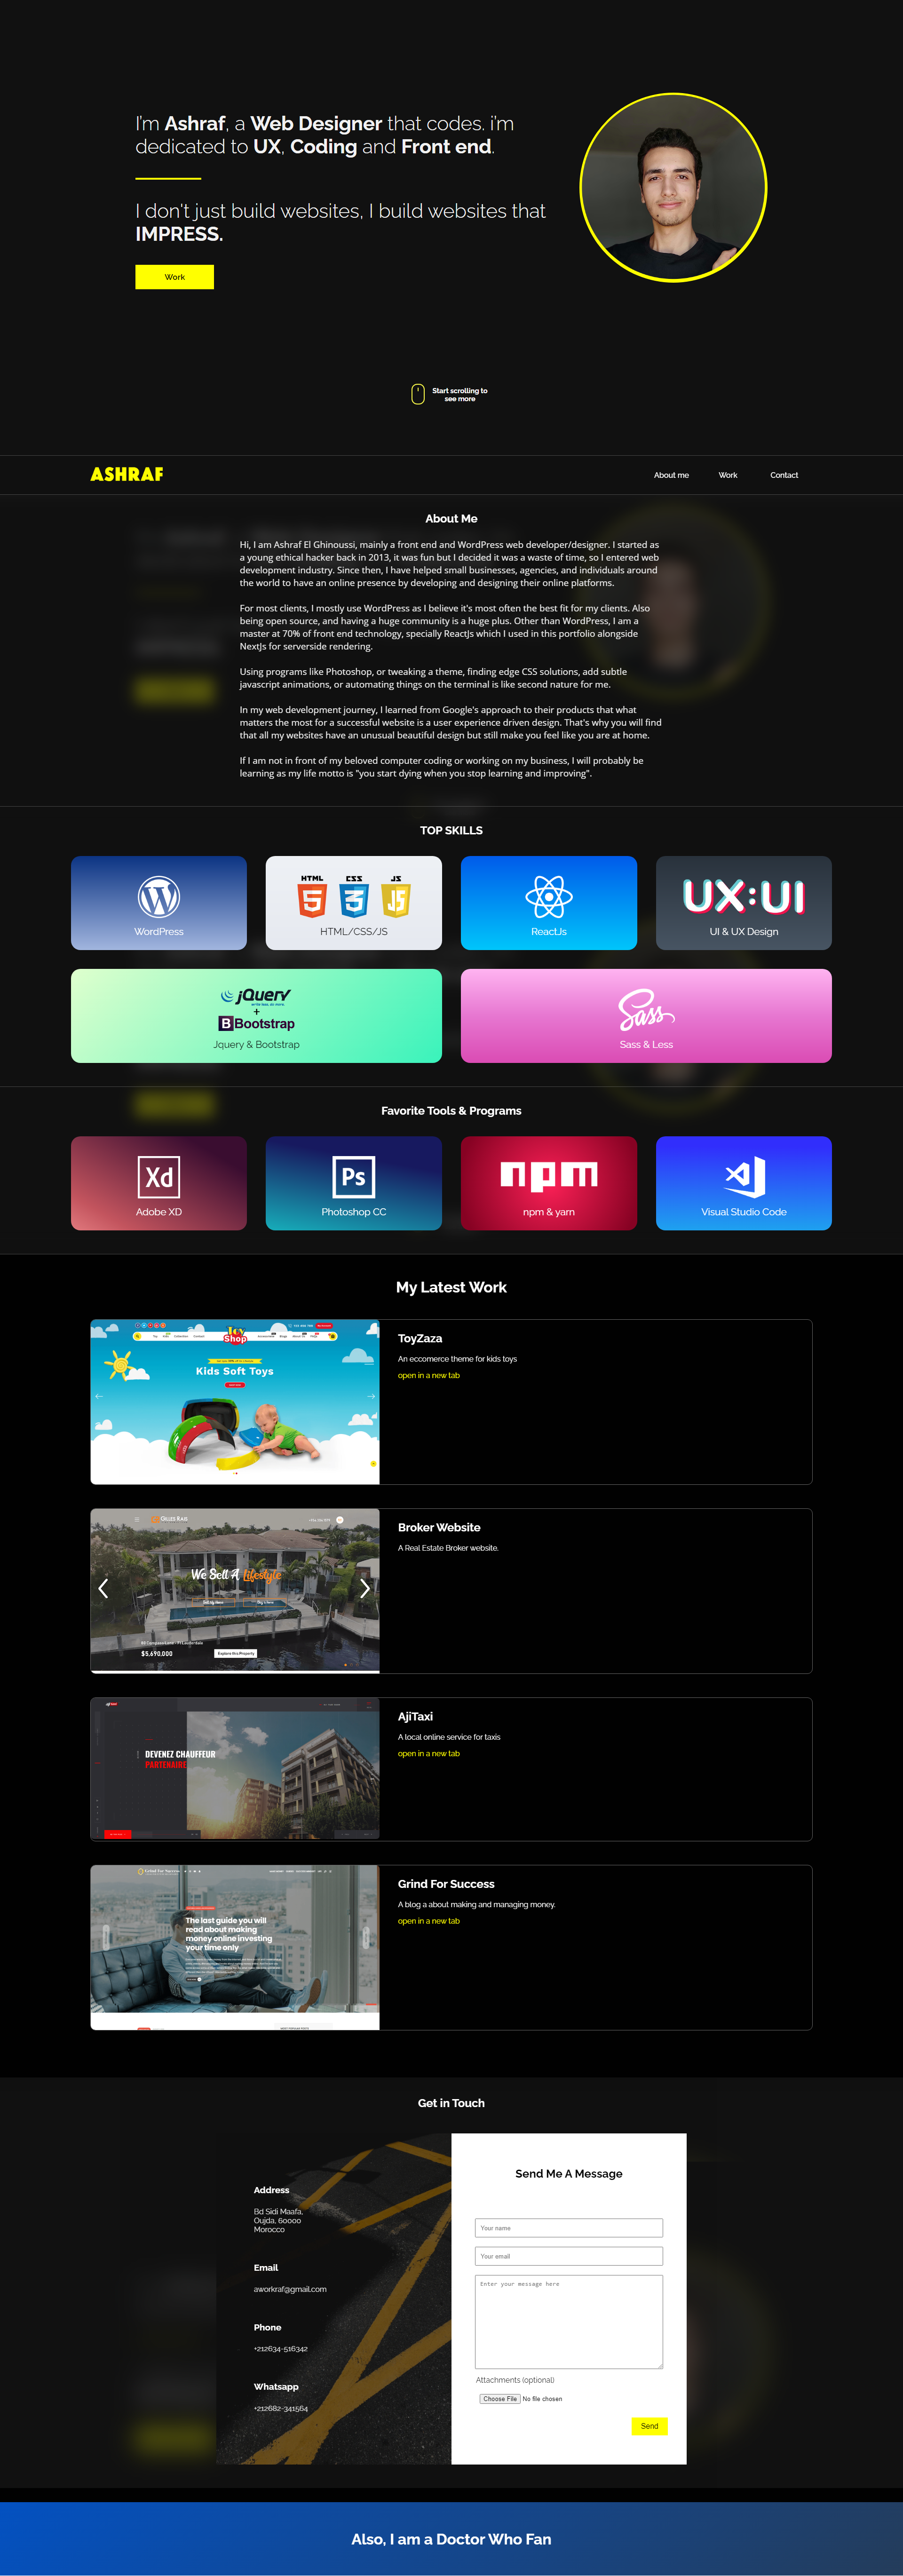 I'm Ashraf, a Web Designer that codes. i'm
dedicated to UX, Coding and Front end.
I don't just build websites, I build websites that
IMPRESS.
Work
Start scrolling to
see more
ASHRAF
About me
Work
Contact
About Me
Hi, I am Ashraf El Ghinoussi, mainly a front end and WordPress web developer/designer. I started as
a young ethical hacker back in 2013, it was fun but I decided it was a waste of time, so I entered web
development industry. Since then, I have helped small businesses, agencies, and individuals around
the world to have an online presence by developing and designing their online platforms.
For most clients, I mostly use WordPress as I believe it's most often the best fit for my clients. Also
being open source, and having a huge community is a huge plus. Other than WordPress, I am a
master at 70% of front end technology, specially ReactJs which I used in this portfolio alongside
NextJs for serverside rendering.
Using programs like Photoshop, or tweaking a theme, finding edge CSS solutions, add subtle
javascript animations, or automating things on the terminal is like second nature for me.
In my web development journey, I learned from Google's approach to their products that what
matters the most for a successful website is a user experience driven design. That's why you will find
that all my websites have an unusual beautiful design but still make you feel like you are at home.
If I am not in front of my beloved computer coding or working on my business, I will probably be
learning as my life motto is "you start dying when you stop learning and improving".
TOP SKILLS
WordPress
HTML CSS JS
HTML/CSS/JS
ReactJs
UX:UI
UI & UX Design
jQuery
write less, do more.
+
B Bootstrap
Jquery & Bootstrap
Sass
Sass & Less
Favorite Tools & Programs
Xd
Adobe XD
Ps
Photoshop CC
npm
npm & yarn
Visual Studio Code
My Latest Work
Toy
Shop
Kids Soft Toys
ToyZaza
An eccomerce theme for kids toys
open in a new tab
We Sell A Lifestyle
$5,690,000
Explore this Property
Broker Website
A Real Estate Broker website.
DEVENEZ CHAUFFEUR
PARTENAIRE
AjiTaxi
A local online service for taxis
open in a new tab
Grind For Success
The last guide you will
read about making
money online investing
your time only
Grind For Success
A blog a about making and managing money.
open in a new tab
Get in Touch
Address
Bd Sidi Maafa,
Oujda, 60000
Morocco
Email
aworkraf@gmail.com
Phone
+212634-516342
Whatsapp
+212682-341564
Send Me A Message
Your name
Your email
Enter your message here
Attachments (optional)
Choose File No file chosen
Send
Also, I am a Doctor Who Fan